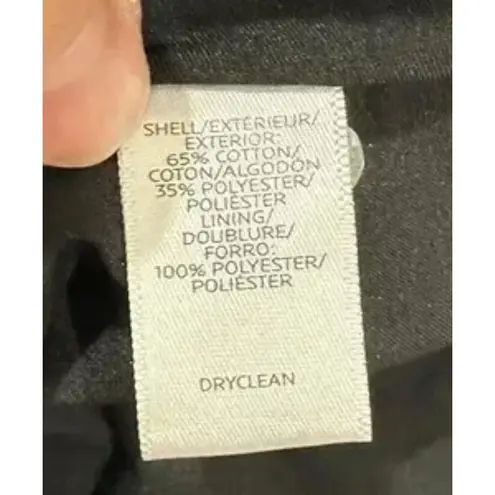 SHELL/EXTÉRIEUR/
EXTERIOR:
65% COTTON/
COTON/ALGODÓN
35% POLYESTER/
POLIÉSTER
LINING/
DOUBLURE/
FORRO:
100% POLYESTER/
POLIÉSTER
DRYCLEAN